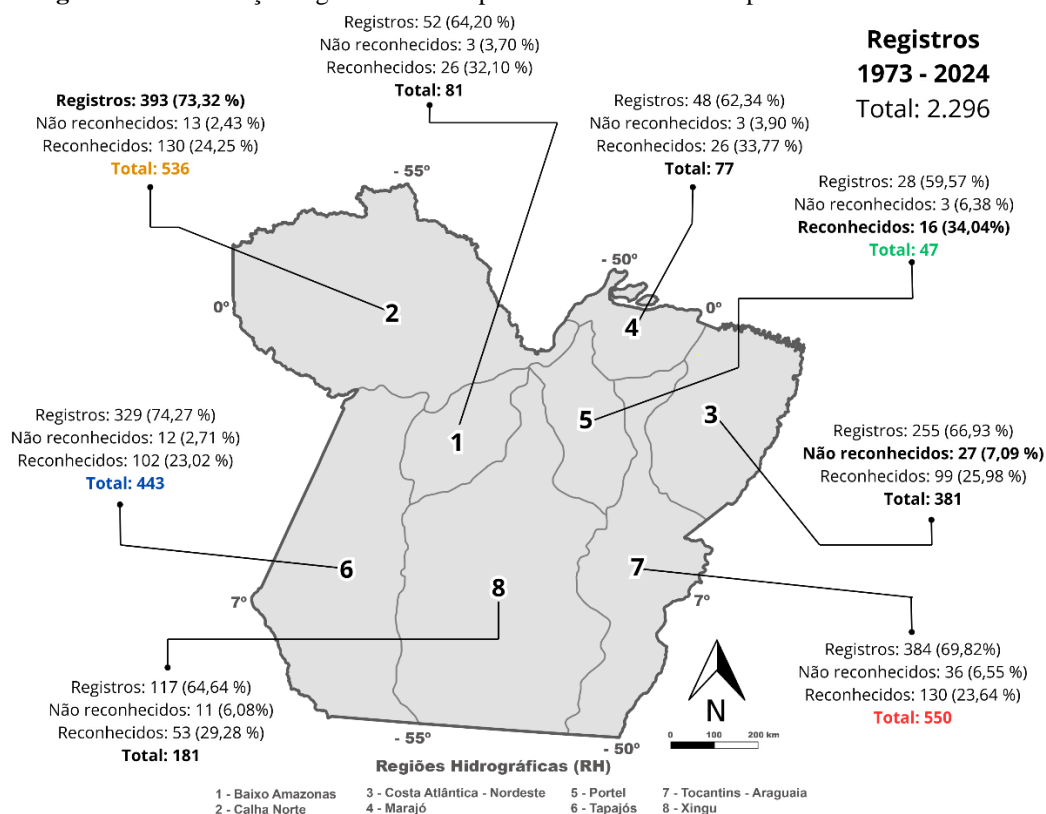 Registros: 52 (64,20 %)
Não reconhecidos: 3 (3,70 %)
Reconhecidos: 26 (32,10 %)
Total: 81
Registros
1973 - 2024
Total: 2.296
Registros: 393 (73,32 %)
Não reconhecidos: 13 (2,43 %)
Reconhecidos: 130 (24,25 %)
Total: 536
Registros: 48 (62,34 %)
Não reconhecidos: 3 (3,90 %)
Reconhecidos: 26 (33,77 %)
Total: 77
Registros: 28 (59,57 %)
Não reconhecidos: 3 (6,38 %)
Reconhecidos: 16 (34,04%)
Total: 47
- 55º
- 50º
0º
0º
2
4
5
3
1
Registros: 329 (74,27 %)
Não reconhecidos: 12 (2,71 %)
Reconhecidos: 102 (23,02 %)
Total: 443
Registros: 255 (66,93 %)
Não reconhecidos: 27 (7,09 %)
Reconhecidos: 99 (25,98 %)
Total: 381
6
8
7
7º
7º
Registros: 117 (64,64 %)
Não reconhecidos: 11 (6,08%)
Reconhecidos: 53 (29,28 %)
Total: 181
Registros: 384 (69,82%)
Não reconhecidos: 36 (6,55 %)
Reconhecidos: 130 (23,64 %)
Total: 550
N
0 100 200 km
- 55º
- 50º
Regiões Hidrográficas (RH)
1 - Baixo Amazonas 3 - Costa Atlântica - Nordeste 5 - Portel 7 - Tocantins - Araguaia
2 - Calha Norte 4 - Marajó 6 - Tapajós 8 - Xingu